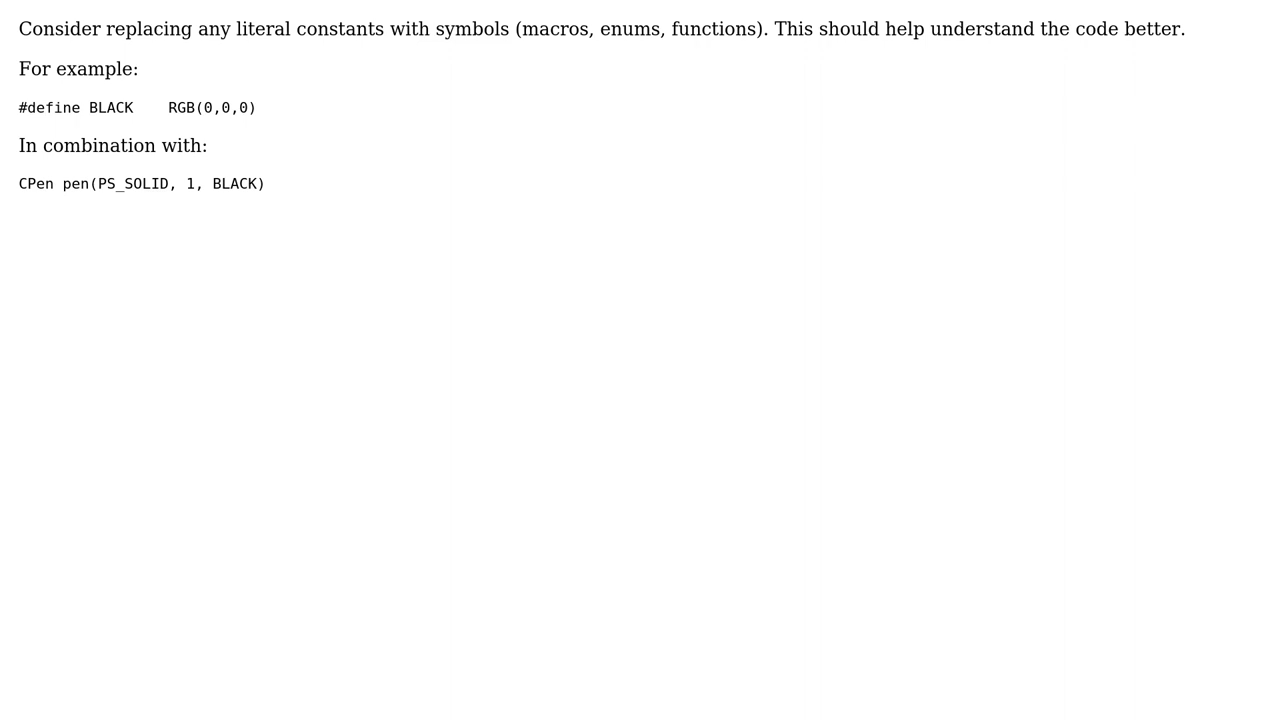 Consider replacing any literal constants with symbols (macros, enums, functions). This should help understand the code better.
For example:
#define BLACK    RGB(0,0,0)
In combination with:
CPen pen(PS_SOLID, 1, BLACK)